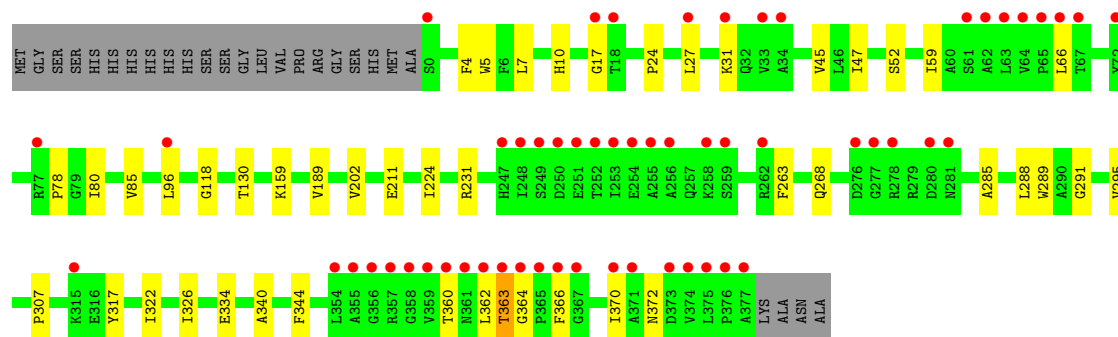 MET GLY SER SER HIS HIS HIS HIS HIS HIS SER SER GLY LEU VAL PRO ARG GLY SER HIS MET ALA S0 F4 W5 F6 L7 H10 G17 T18 P24 L27 K31 Q32 V33 A34 V45 L46 I47 S52 I59 A60 S61 A62 L63 V64 P65 L66 T67
R77 P78 G79 I80 V85 L96 G118 T130 K159 V189 V202 E211 I224 R231 H247 I248 S249 D250 E251 T252 I253 E254 A255 A256 Q257 K258 S259 R262 F263 Q268 D276 G277 R278 R279 D280 N281 A285 L288 W289 A290 G291
P307 K315 E316 Y317 I322 I326 E334 A340 F344 L354 A355 G356 R357 G358 V359 T360 N361 L362 T363 G364 P365 F366 G367 I370 A371 N372 D373 V374 L375 P376 A377 LYS ALA ASN ALA